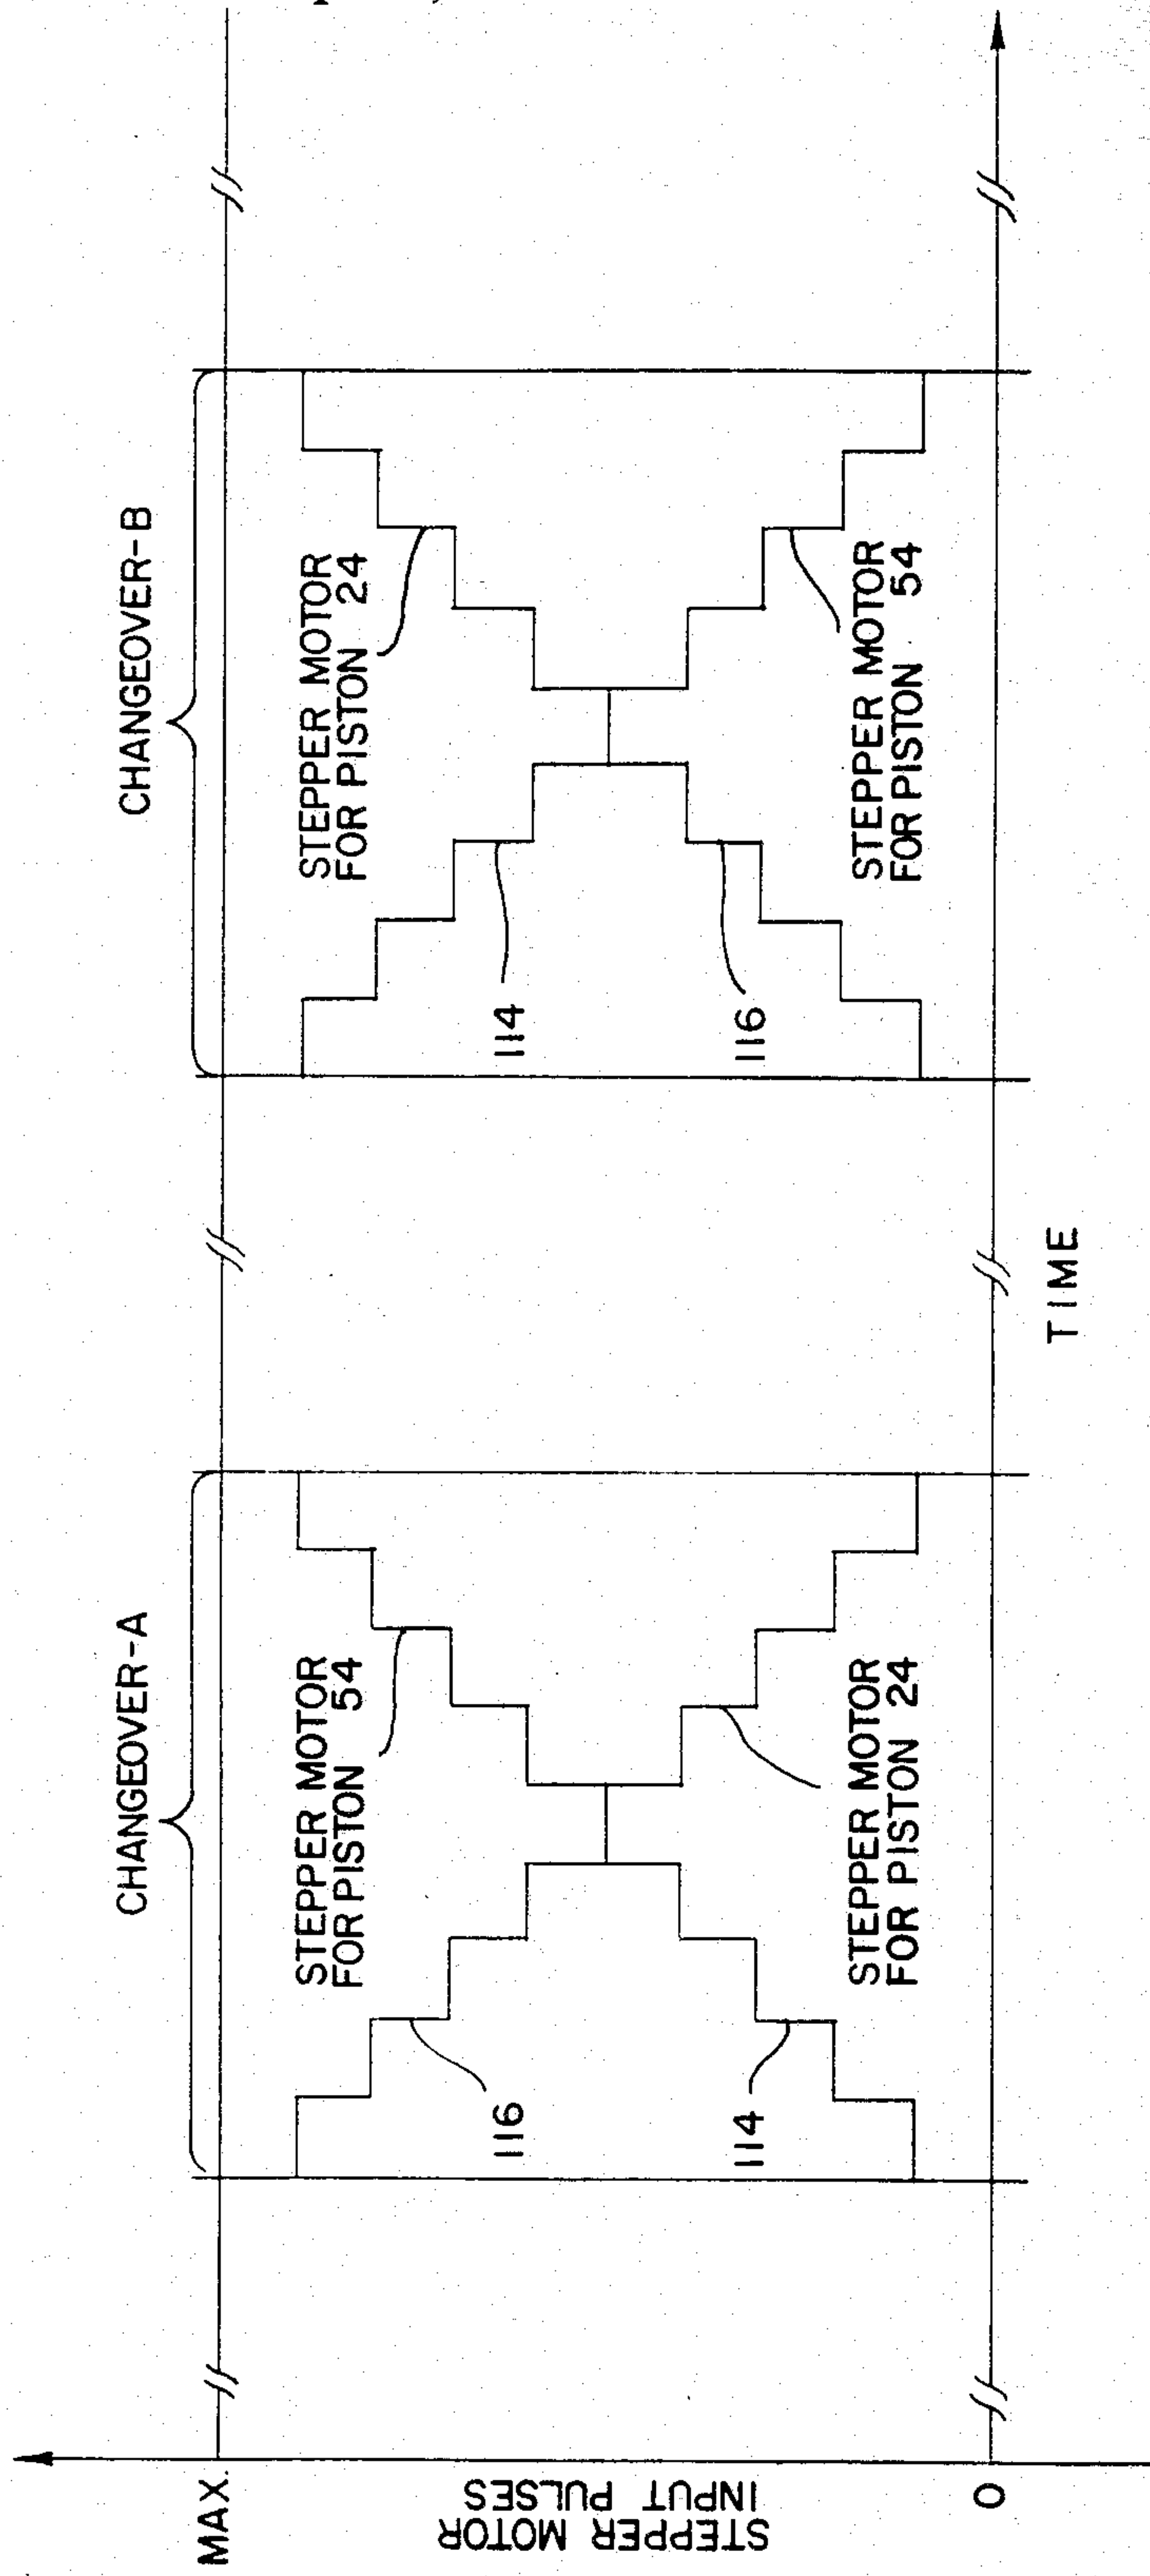 CHANGEOVER-A
CHANGEOVER-B
MAX.
STEPPER MOTOR
INPUT PULSES
0
STEPPER MOTOR
FOR PISTON 54
116
114
STEPPER MOTOR
FOR PISTON 24
STEPPER MOTOR
FOR PISTON 24
114
116
STEPPER MOTOR
FOR PISTON 54
TIME